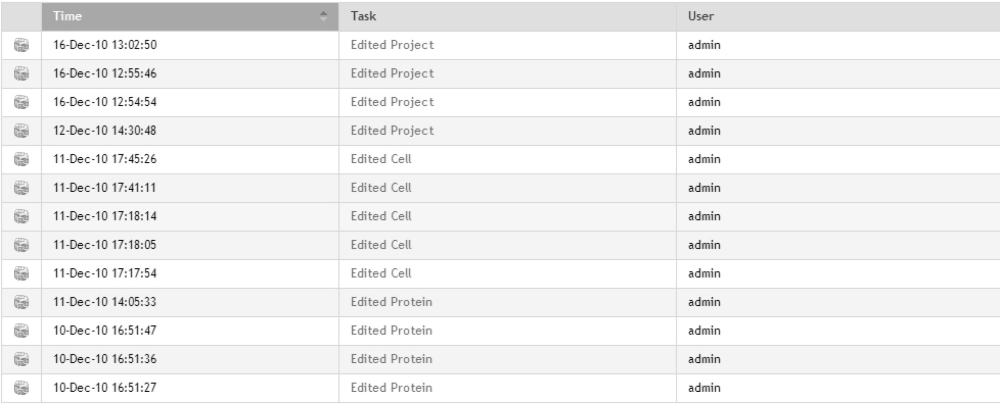 Time Task User
16-Dec-10 13:02:50 Edited Project admin
16-Dec-10 12:55:46 Edited Project admin
16-Dec-10 12:54:54 Edited Project admin
12-Dec-10 14:30:48 Edited Project admin
11-Dec-10 17:45:26 Edited Cell admin
11-Dec-10 17:41:11 Edited Cell admin
11-Dec-10 17:18:14 Edited Cell admin
11-Dec-10 17:18:05 Edited Cell admin
11-Dec-10 17:17:54 Edited Cell admin
11-Dec-10 14:05:33 Edited Protein admin
10-Dec-10 16:51:47 Edited Protein admin
10-Dec-10 16:51:36 Edited Protein admin
10-Dec-10 16:51:27 Edited Protein admin